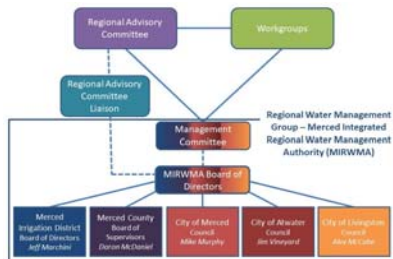 Regional Advisory
Committee
Workgroups
Regional Advisory
Committee
Liaison
Regional Water Management
Group – Merced Integrated
Regional Water Management
Authority (MIRWMA)
Management
Committee
MIRWMA Board of
Directors
Merced
Irrigation District
Board of Directors
Jeff Marchini
Merced County
Board of
Supervisors
Daron McDaniel
City of Merced
Council
Mike Murphy
City of Atwater
Council
Jim Vineyard
City of Livingston
Council
Alex McCabe